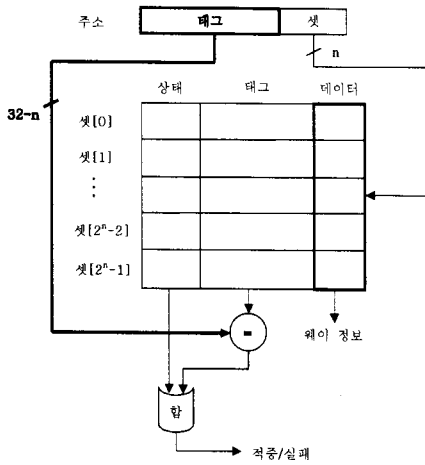 주소
태그
셋
n
32-n
상태
태그
데이터
셋[0]
셋[1]
⋮
셋[2ⁿ-2]
셋[2ⁿ-1]
=
웨이 정보
합
적중/실패